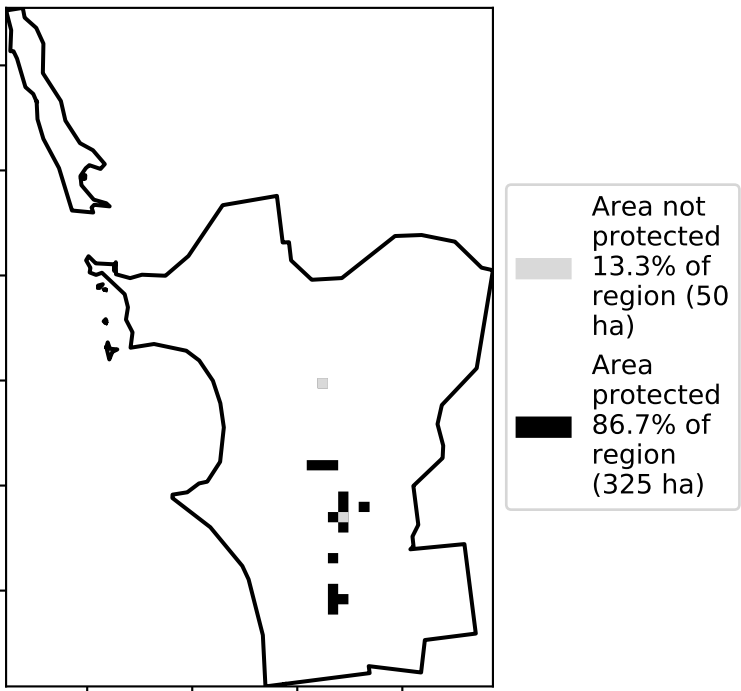 Area not
protected
13.3% of
region (50
ha)
Area
protected
86.7% of
region
(325 ha)